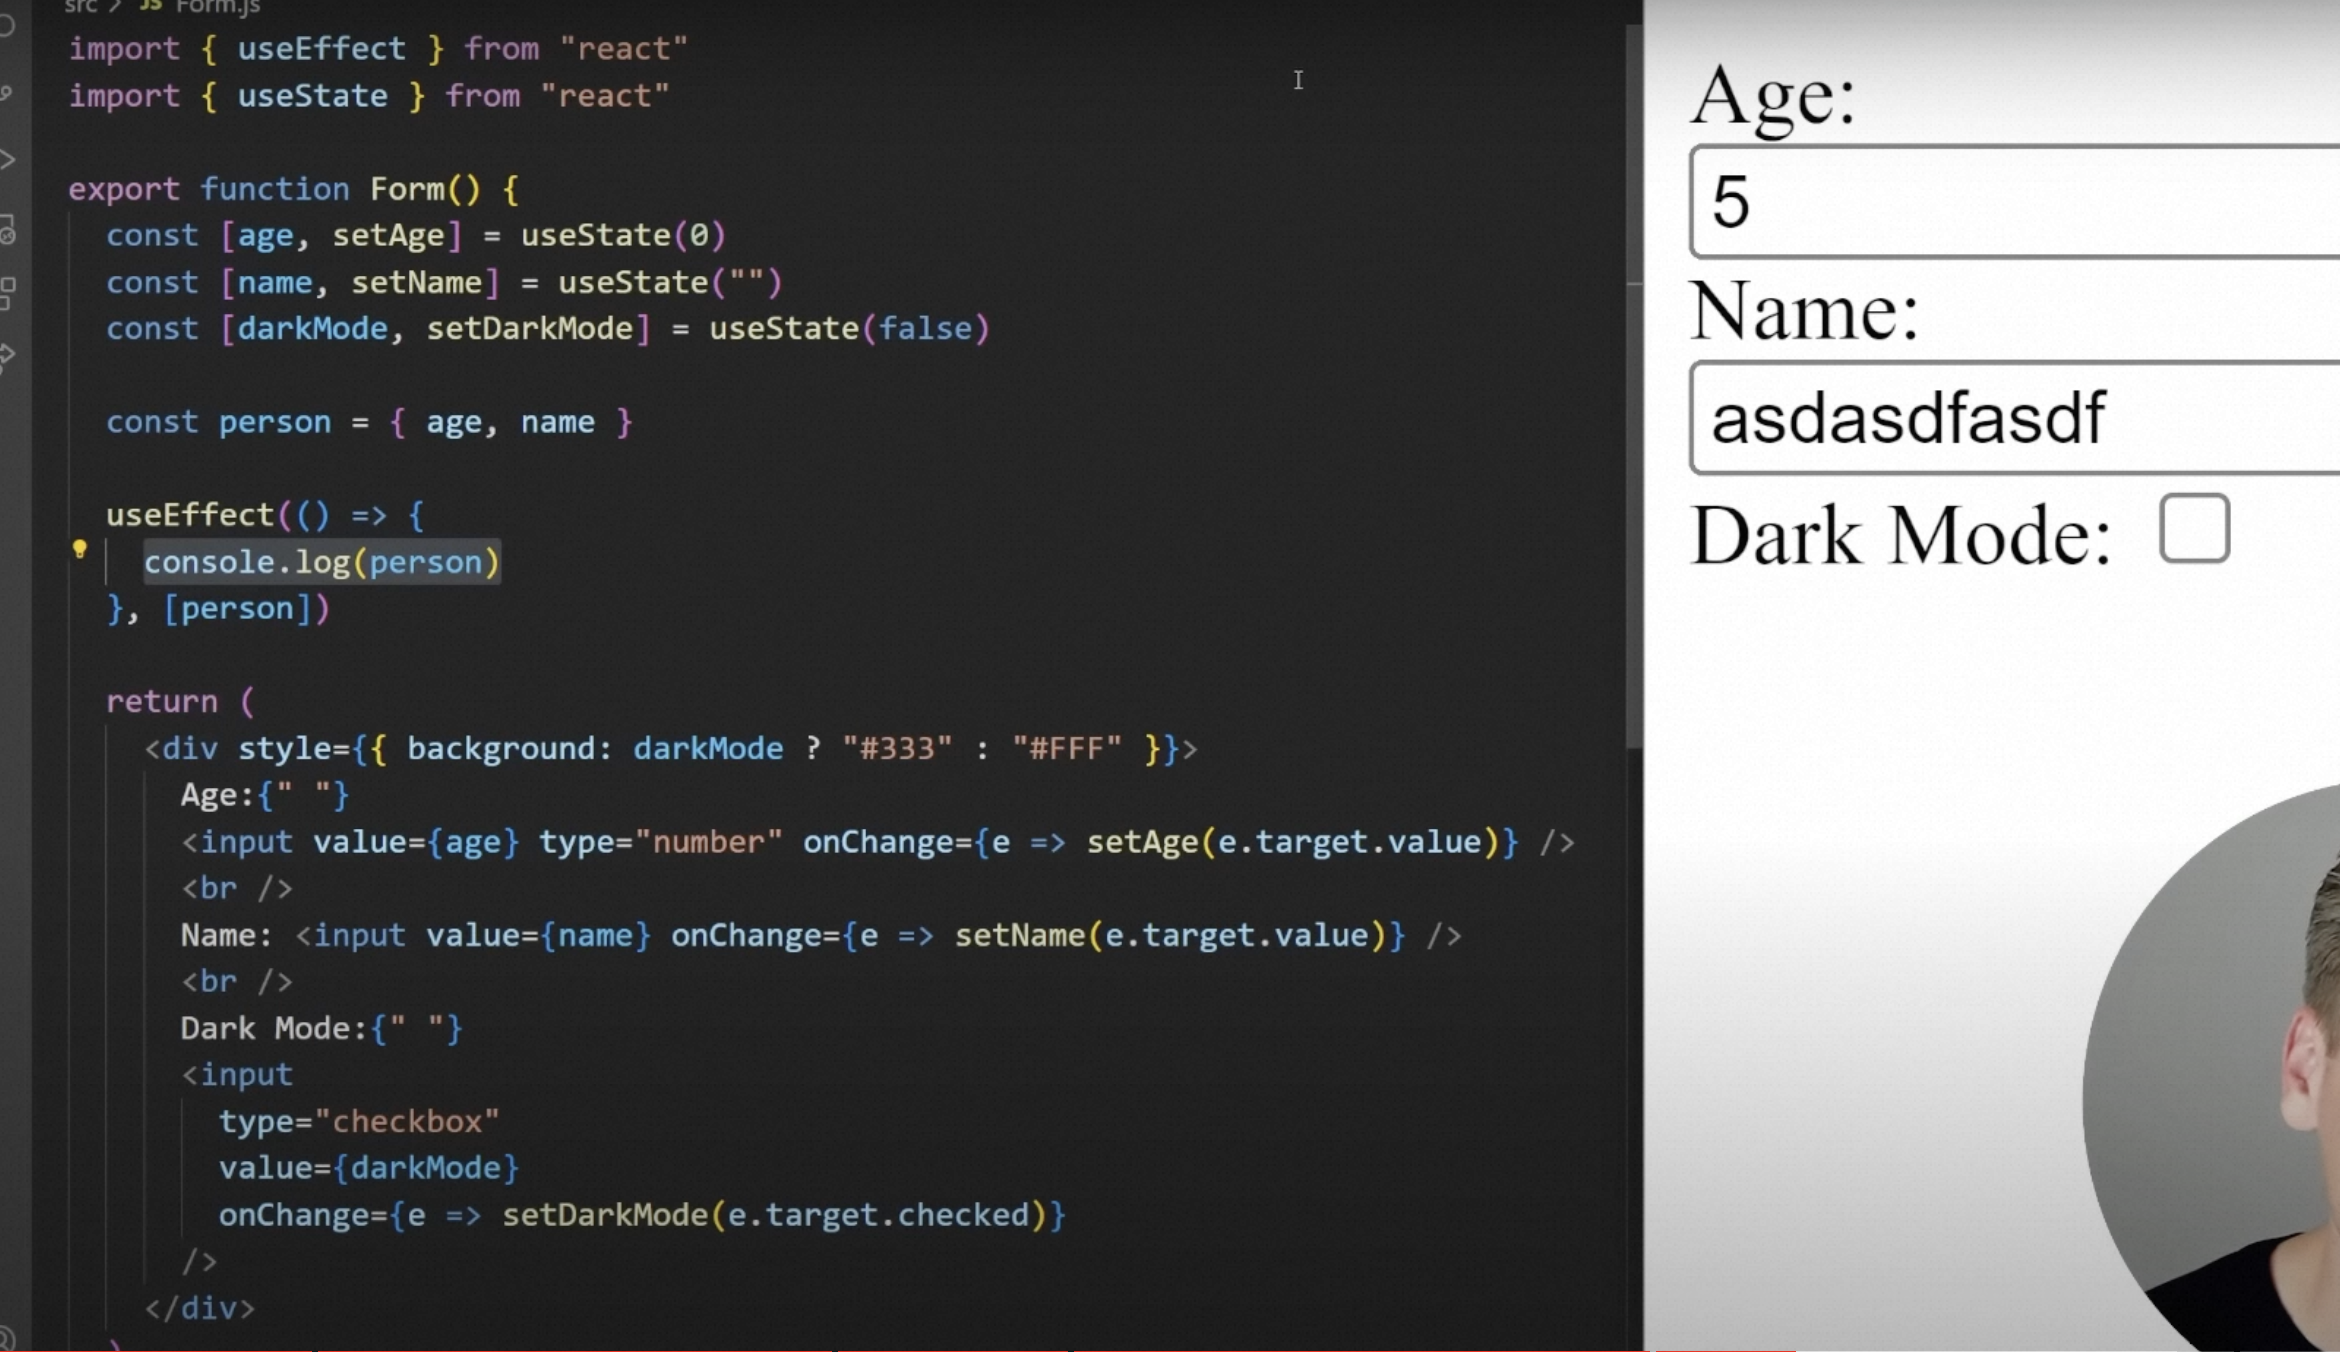 src > JS Form.js
import { useEffect } from "react"
import { useState } from "react"
export function Form() {
const [age, setAge] = useState(0)
const [name, setName] = useState("")
const [darkMode, setDarkMode] = useState(false)
const person = { age, name }
useEffect(() => {
console.log(person)
}, [person])
return (
<div style={{ background: darkMode ? "#333" : "#FFF" }}>
Age:{" "}
<input value={age} type="number" onChange={e => setAge(e.target.value)} />
<br />
Name: <input value={name} onChange={e => setName(e.target.value)} />
<br />
Dark Mode:{" "}
<input
type="checkbox"
value={darkMode}
onChange={e => setDarkMode(e.target.checked)}
/>
</div>
)
Age:
5
Name:
asdasdfasdf
Dark Mode: